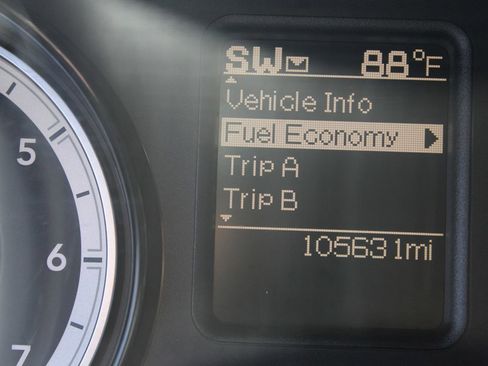 SW 88°F
Vehicle Info
Fuel Economy
Trip A
Trip B
105631mi
5
6
7